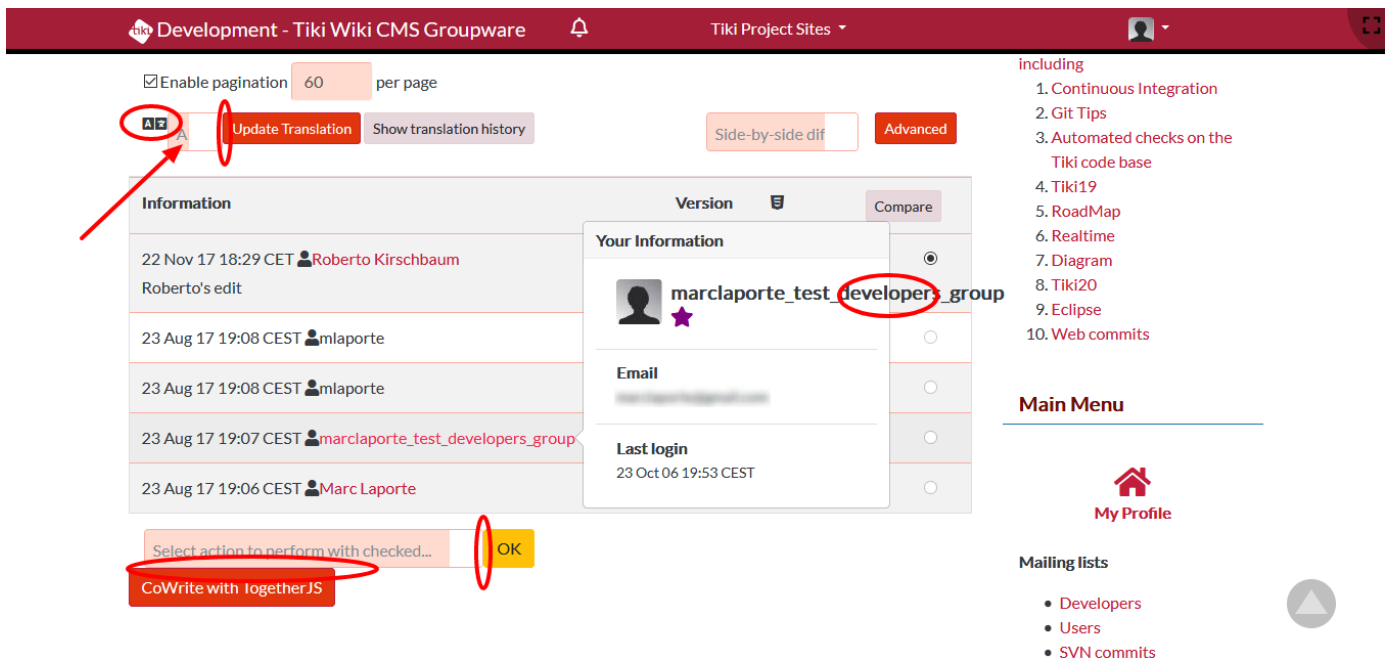 tiki Development - Tiki Wiki CMS Groupware
Tiki Project Sites
Enable pagination 60 per page
A Update Translation Show translation history Side-by-side dif Advanced
Information Version Compare
22 Nov 17 18:29 CET Roberto Kirschbaum
Roberto's edit
23 Aug 17 19:08 CEST mlaporte
23 Aug 17 19:08 CEST mlaporte
23 Aug 17 19:07 CEST marclaporte_test_developers_group
23 Aug 17 19:06 CEST Marc Laporte
Your Information
marclaporte_test_developers_group
Email
Last login
23 Oct 06 19:53 CEST
Select action to perform with checked... OK
CoWrite with TogetherJS
including
1. Continuous Integration
2. Git Tips
3. Automated checks on the
Tiki code base
4. Tiki19
5. RoadMap
6. Realtime
7. Diagram
8. Tiki20
9. Eclipse
10. Web commits
Main Menu
My Profile
Mailing lists
• Developers
• Users
• SVN commits